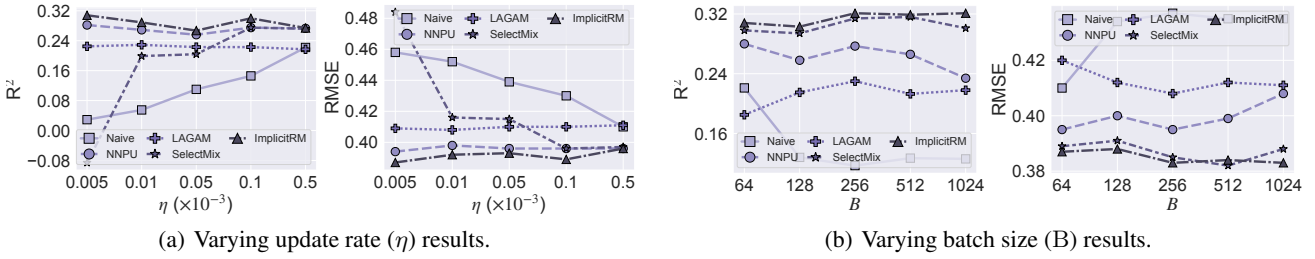 R²
0.32
0.24
0.16
0.08
0.00
−0.08
Naive
NNPU
LAGAM
SelectMix
ImplicitRM
0.005 0.01 0.05 0.1 0.5
η (×10⁻³)
RMSE
0.48
0.46
0.44
0.42
0.40
Naive
NNPU
LAGAM
SelectMix
ImplicitRM
0.005 0.01 0.05 0.1 0.5
η (×10⁻³)
(a) Varying update rate (η) results.
R²
0.32
0.24
0.16
Naive
NNPU
LAGAM
SelectMix
ImplicitRM
64 128 256 512 1024
B
RMSE
0.42
0.40
0.38
Naive
NNPU
LAGAM
SelectMix
ImplicitRM
64 128 256 512 1024
B
(b) Varying batch size (B) results.